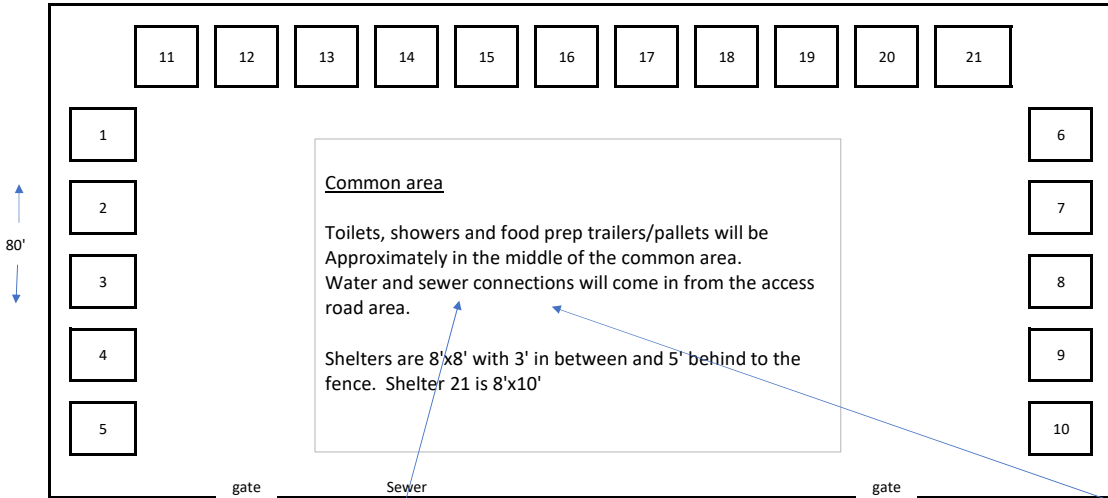 11 12 13 14 15 16 17 18 19 20 21
1
6
Common area
2
7
Toilets, showers and food prep trailers/pallets will be
80'
Approximately in the middle of the common area.
3
Water and sewer connections will come in from the access
8
road area.
4
Shelters are 8'x8' with 3' in between and 5' behind to the
9
fence. Shelter 21 is 8'x10'
5
10
gate Sewer gate